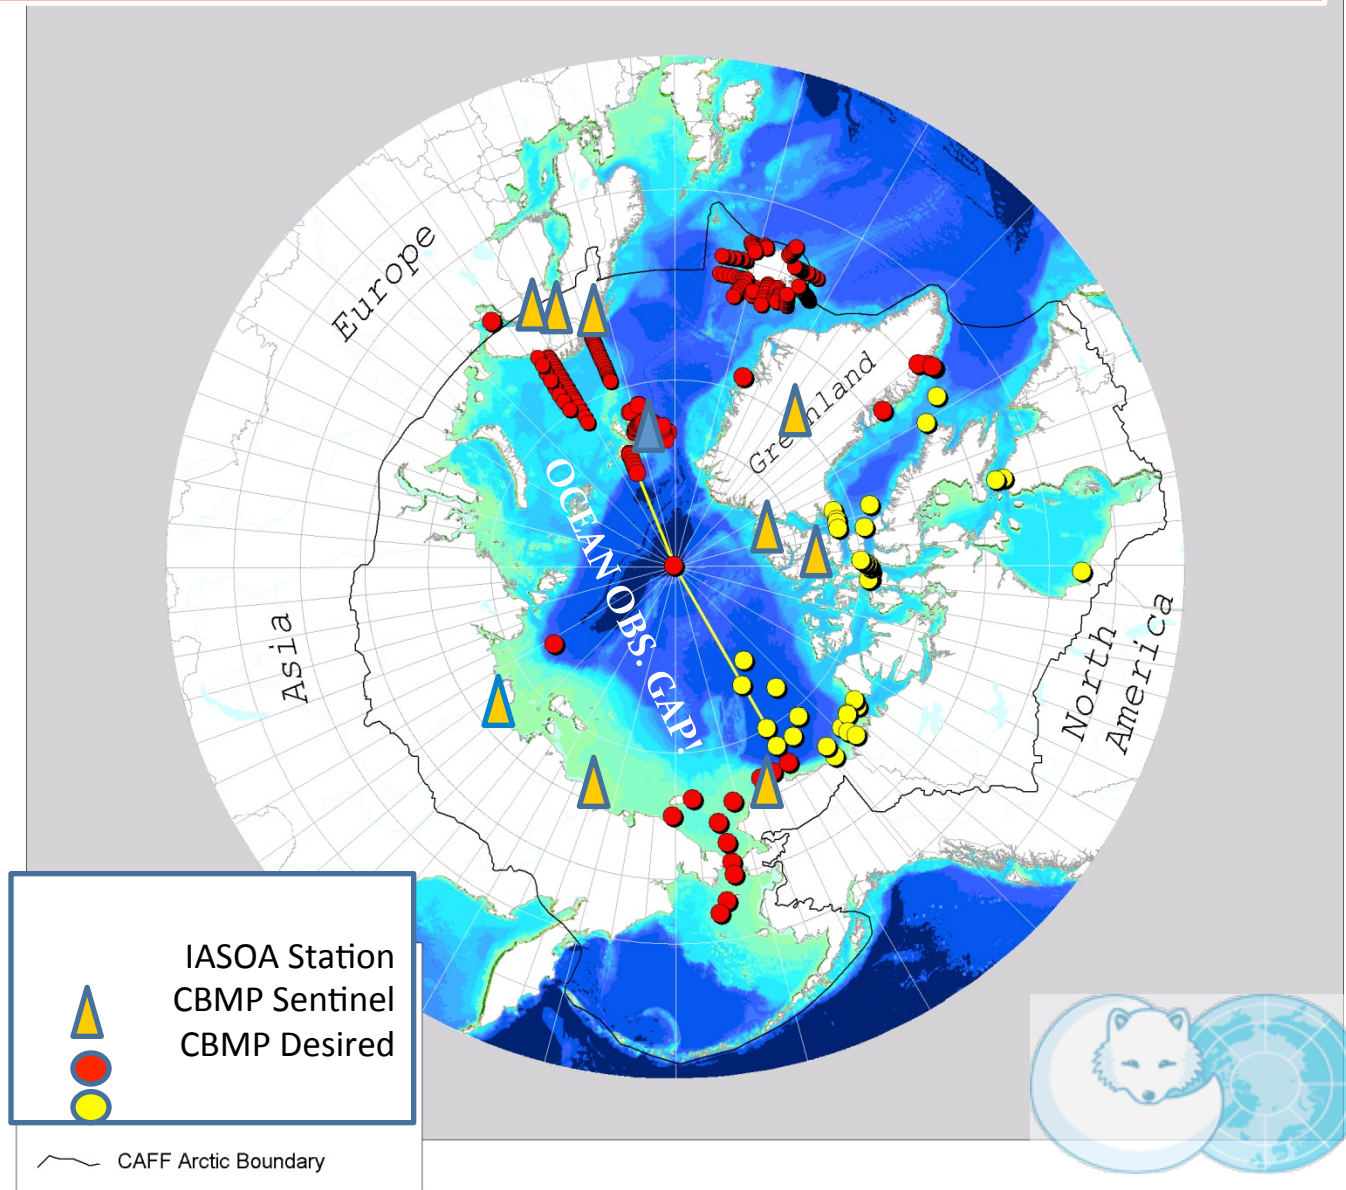 Europe
Greenland
OCEAN OBS. GAP!
Asia
North
America
IASOA Station
CBMP Sentinel
CBMP Desired
CAFF Arctic Boundary